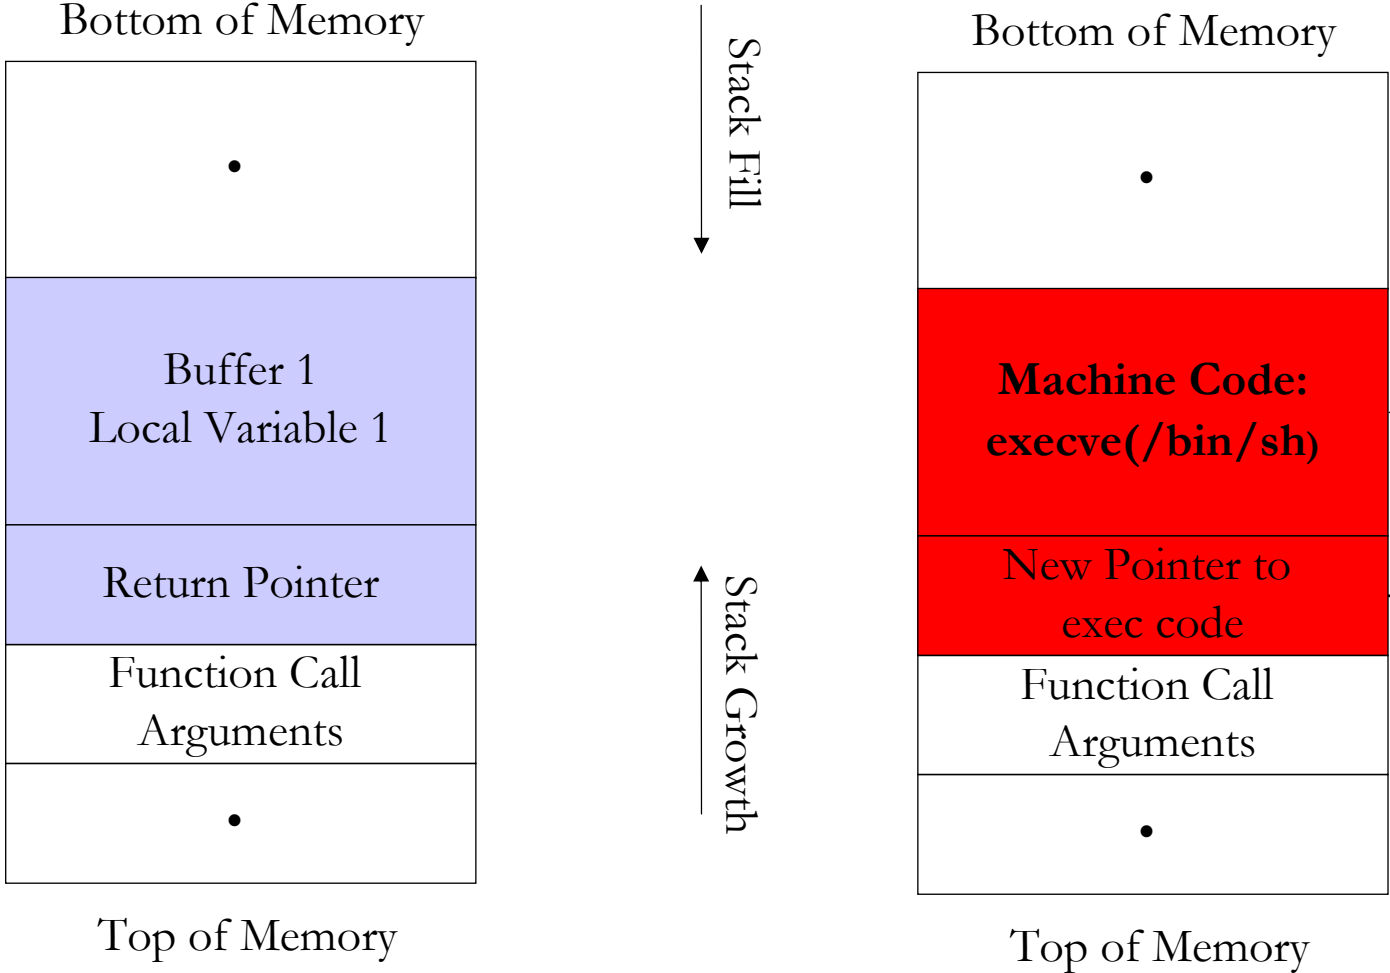 Bottom of Memory
Buffer 1
Local Variable 1
Return Pointer
Function Call
Arguments
Top of Memory
Stack Fill
Stack Growth
Bottom of Memory
Machine Code:
execve(/bin/sh)
New Pointer to
exec code
Function Call
Arguments
Top of Memory